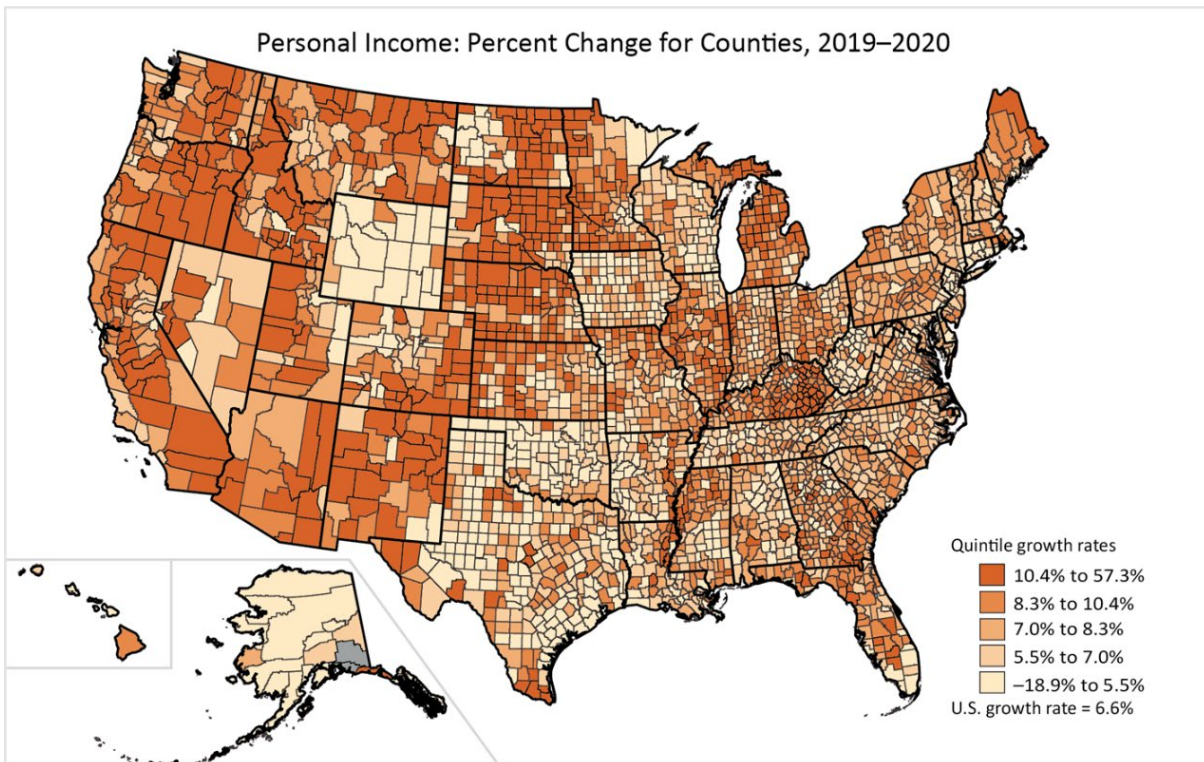 Personal Income: Percent Change for Counties, 2019–2020
Quintile growth rates
10.4% to 57.3%
8.3% to 10.4%
7.0% to 8.3%
5.5% to 7.0%
–18.9% to 5.5%
U.S. growth rate = 6.6%